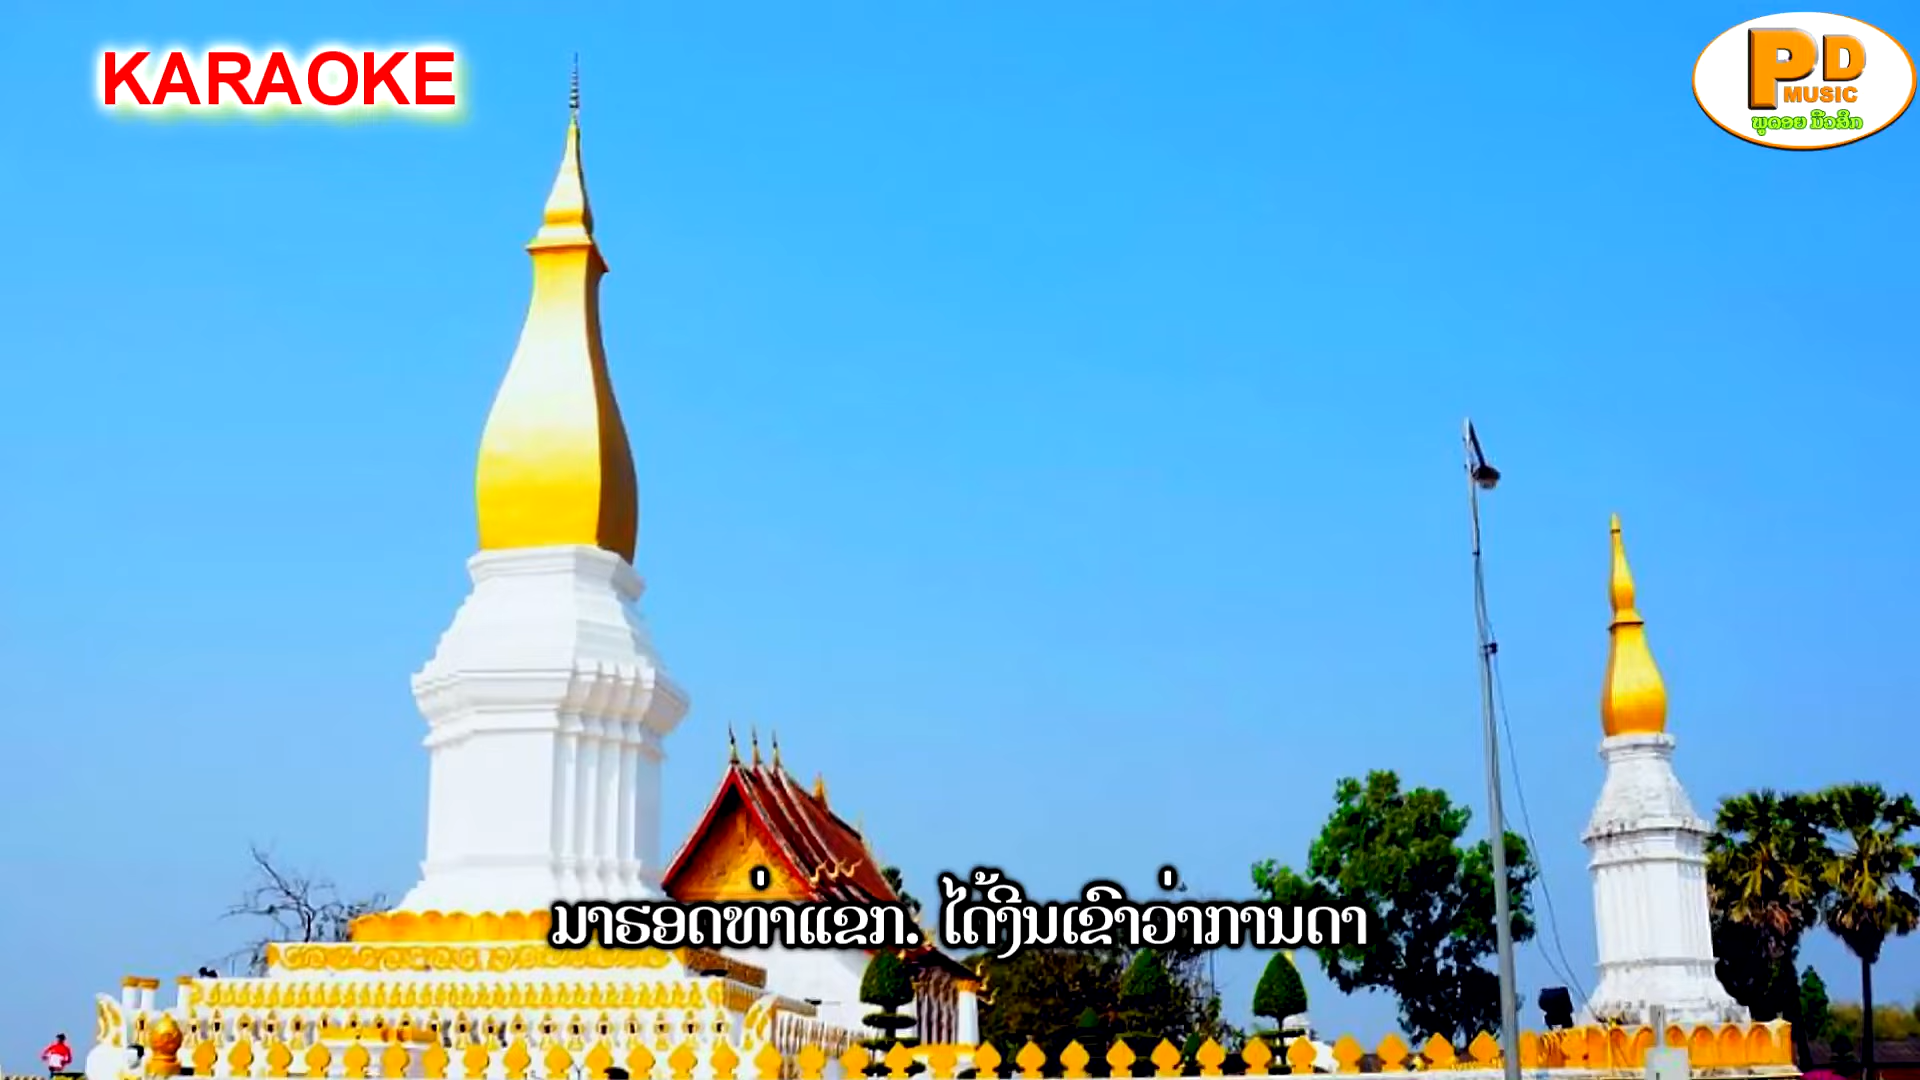 KARAOKE
PD
MUSIC
ພູດອຍ ມິວສິກ
ມາຮອດທ່າແຂກ. ໄດ້ງິນເຂົາວ່າການດາ